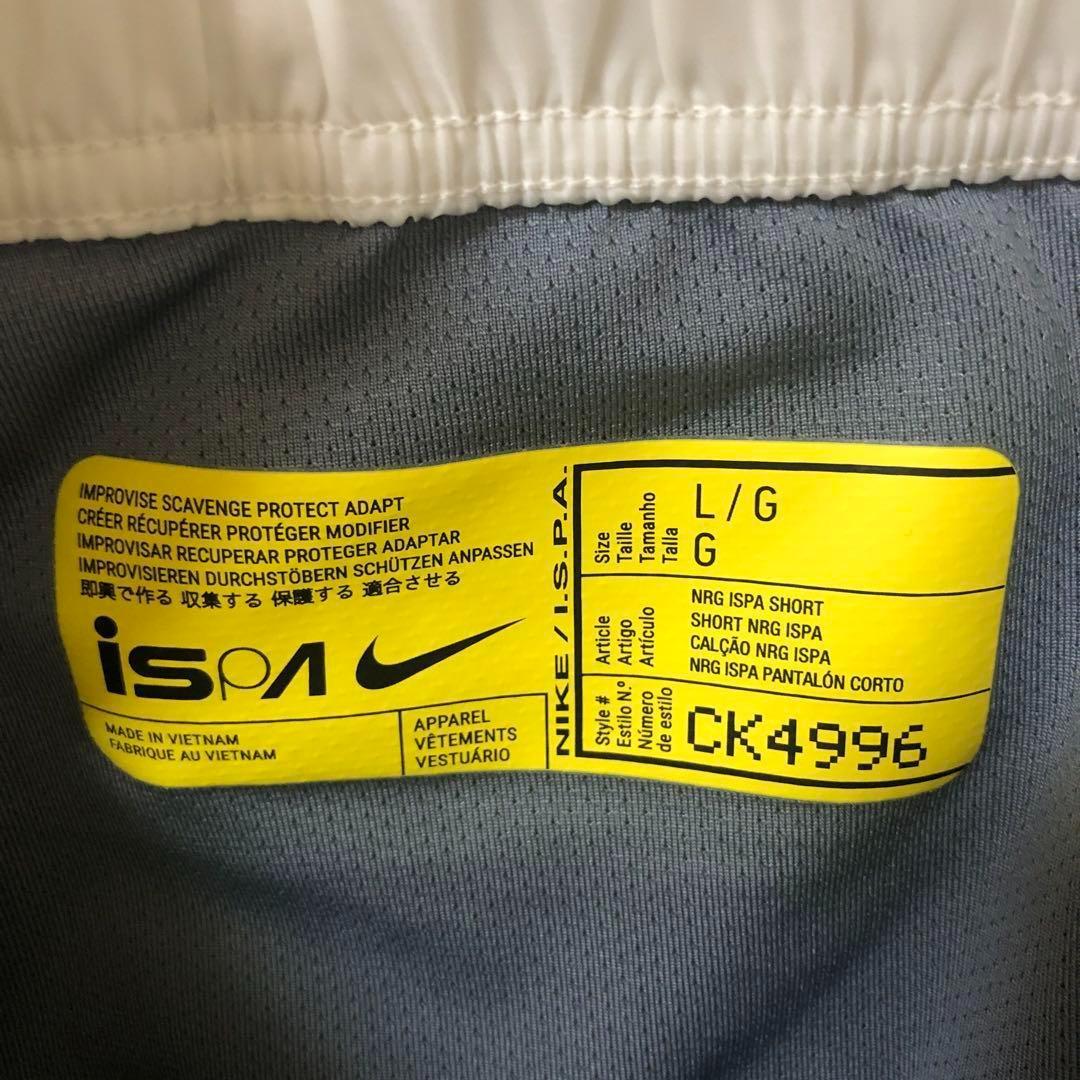 IMPROVISE SCAVENGE PROTECT ADAPT
CRÉER RÉCUPÉRER PROTÉGER MODIFIER
IMPROVISAR RECUPERAR PROTEGER ADAPTAR
IMPROVISIEREN DURCHSTÖBERN SCHÜTZEN ANPASSEN
即興で作る 収集する 保護する 適合させる
iSPA
MADE IN VIETNAM
FABRIQUE AU VIETNAM
APPAREL
VÊTEMENTS
VESTUÁRIO
NIKE / I.S.P.A.
Size
Taille
Tamanho
Talla
L / G
G
Article
Artigo
Artículo
NRG ISPA SHORT
SHORT NRG ISPA
CALÇÃO NRG ISPA
NRG ISPA PANTALÓN CORTO
Style #
Estilo N.º
Número
de estilo
CK4996